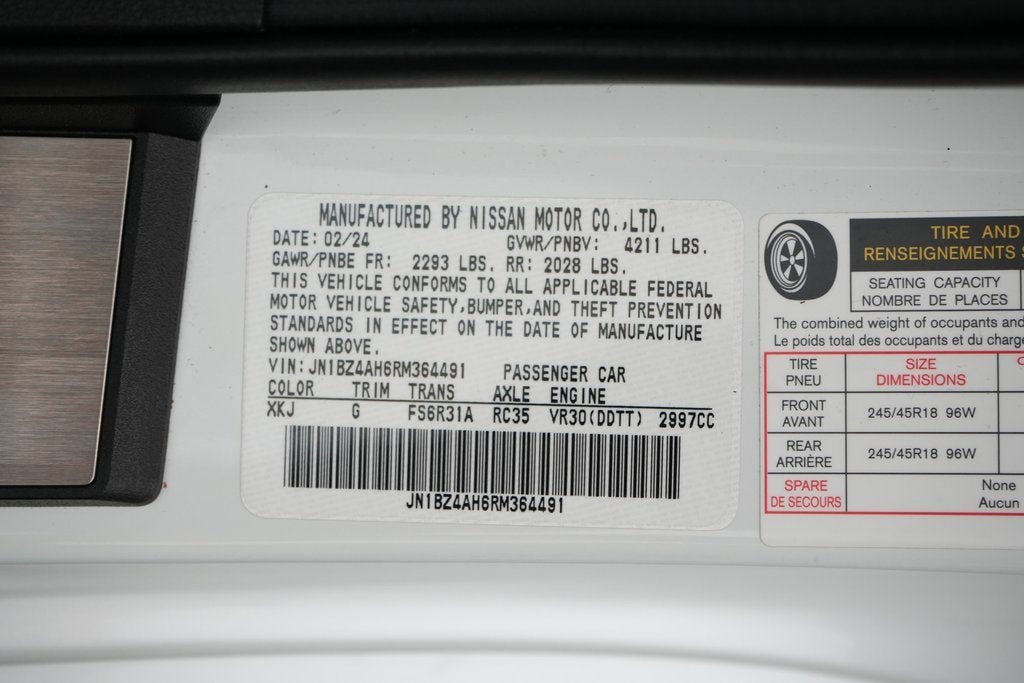 MANUFACTURED BY NISSAN MOTOR CO.,LTD.
DATE: 02/24 GVWR/PNBV: 4211 LBS.
GAWR/PNBE FR: 2293 LBS. RR: 2028 LBS.
THIS VEHICLE CONFORMS TO ALL APPLICABLE FEDERAL
MOTOR VEHICLE SAFETY,BUMPER,AND THEFT PREVENTION
STANDARDS IN EFFECT ON THE DATE OF MANUFACTURE
SHOWN ABOVE.
VIN: JN1BZ4AH6RM364491 PASSENGER CAR
COLOR TRIM TRANS AXLE ENGINE
XKJ G FS6R31A RC35 VR30(DDTT) 2997CC
JN1BZ4AH6RM364491
TIRE AND
RENSEIGNEMENTS
SEATING CAPACITY
NOMBRE DE PLACES
The combined weight of occupants and
Le poids total des occupants et du charge
TIRE
PNEU
SIZE
DIMENSIONS
FRONT
AVANT
245/45R18 96W
REAR
ARRIÈRE
245/45R18 96W
SPARE
DE SECOURS
None
Aucun